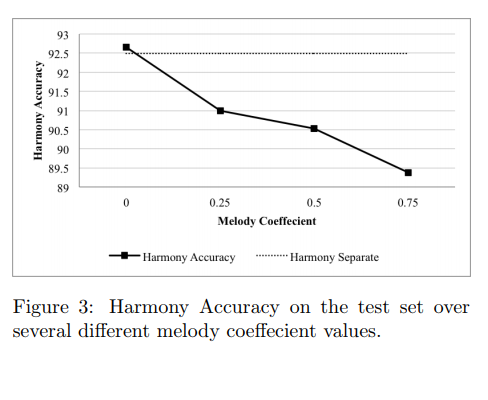 93
92.5
92
91.5
91
90.5
90
89.5
89
Harmony Accuracy
0 0.25 0.5 0.75
Melody Coeffecient
Harmony Accuracy Harmony Separate
Figure 3: Harmony Accuracy on the test set over
several different melody coeffecient values.